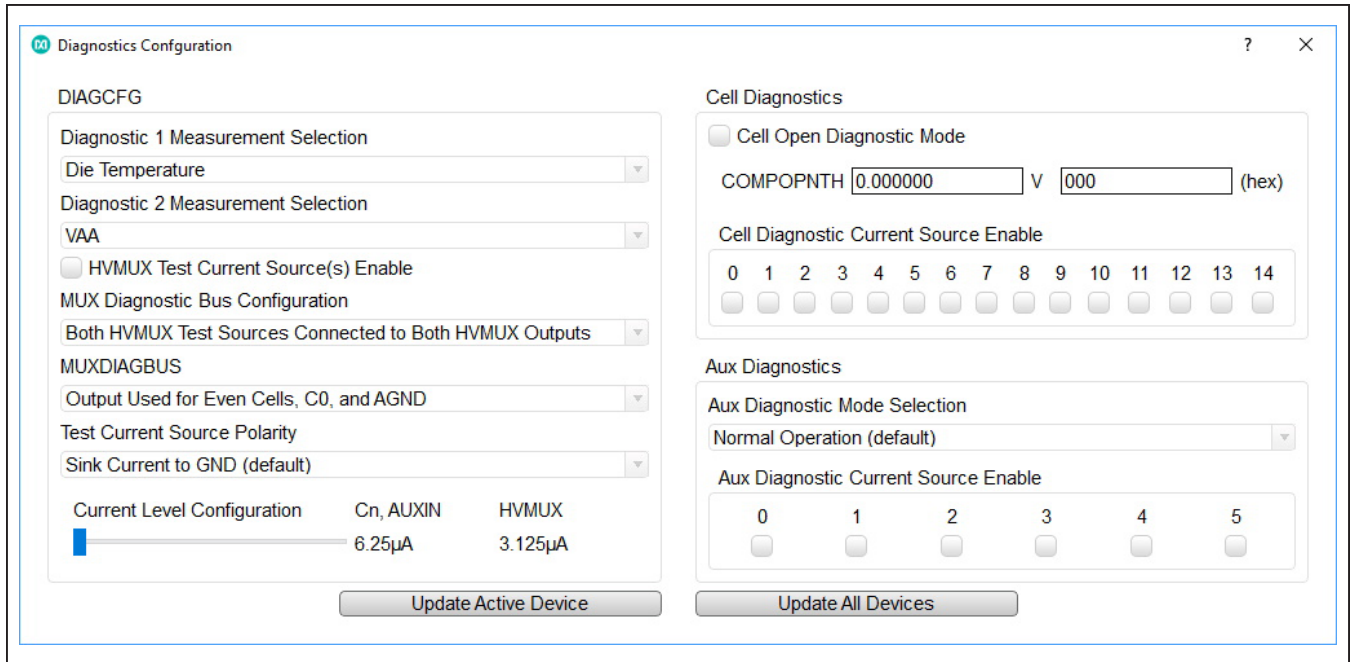 Diagnostics Confguration
?
DIAGCFG
Diagnostic 1 Measurement Selection
Die Temperature
Diagnostic 2 Measurement Selection
VAA
HVMUX Test Current Source(s) Enable
MUX Diagnostic Bus Configuration
Both HVMUX Test Sources Connected to Both HVMUX Outputs
MUXDIAGBUS
Output Used for Even Cells, C0, and AGND
Test Current Source Polarity
Sink Current to GND (default)
Current Level Configuration Cn, AUXIN HVMUX
6.25µA 3.125µA
Update Active Device
Cell Diagnostics
Cell Open Diagnostic Mode
COMPOPNTH 0.000000 V 000 (hex)
Cell Diagnostic Current Source Enable
0 1 2 3 4 5 6 7 8 9 10 11 12 13 14
Aux Diagnostics
Aux Diagnostic Mode Selection
Normal Operation (default)
Aux Diagnostic Current Source Enable
0 1 2 3 4 5
Update All Devices